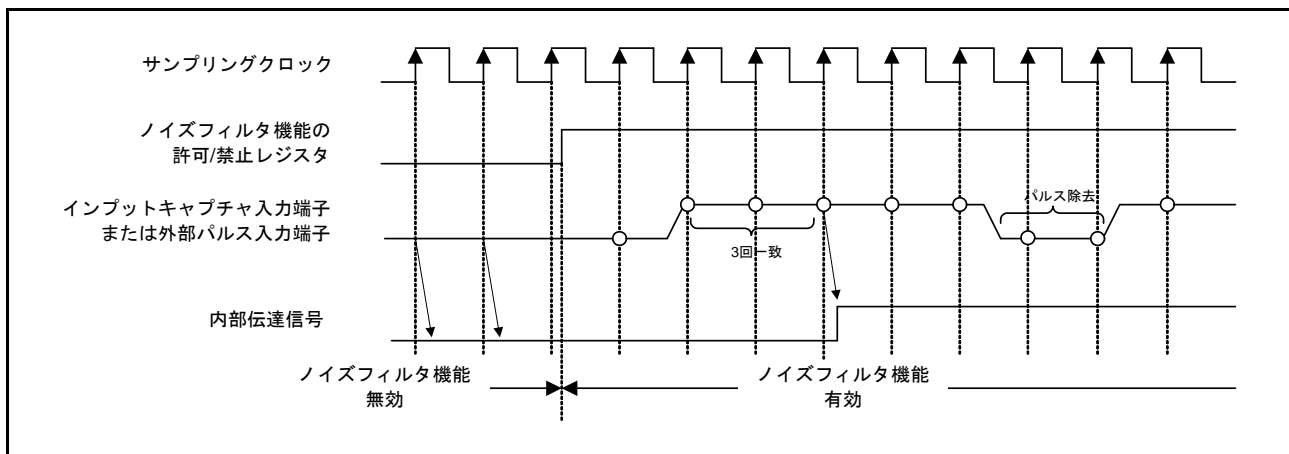 サンプリングクロック
ノイズフィルタ機能の
許可/禁止レジスタ
インプットキャプチャ入力端子
または外部パルス入力端子
パルス除去
3回一致
内部伝達信号
ノイズフィルタ機能
無効
ノイズフィルタ機能
有効